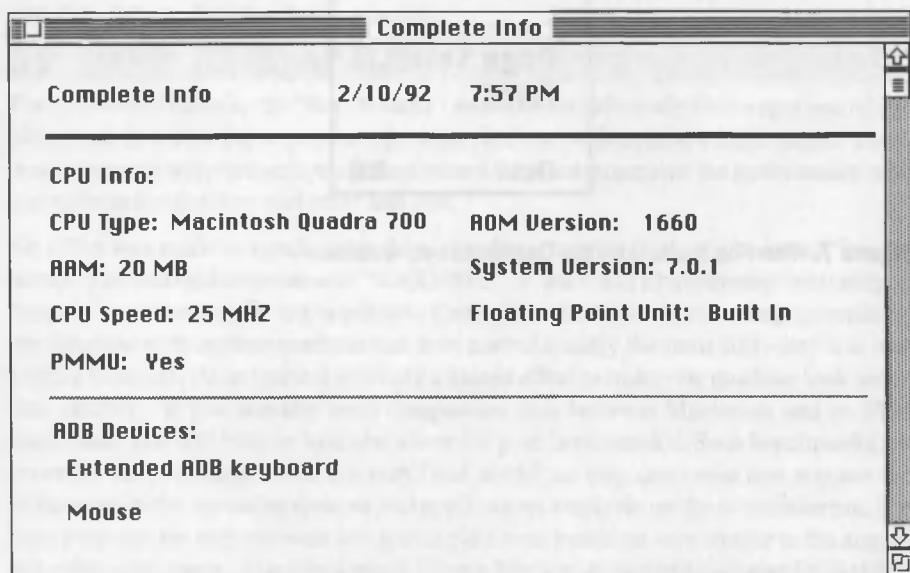 Complete Info
Complete Info 2/10/92 7:57 PM
CPU Info:
CPU Type: Macintosh Quadra 700 ROM Version: 1660
RAM: 20 MB System Version: 7.0.1
CPU Speed: 25 MHZ Floating Point Unit: Built In
PMMU: Yes
ADB Devices:
Extended ADB keyboard
Mouse